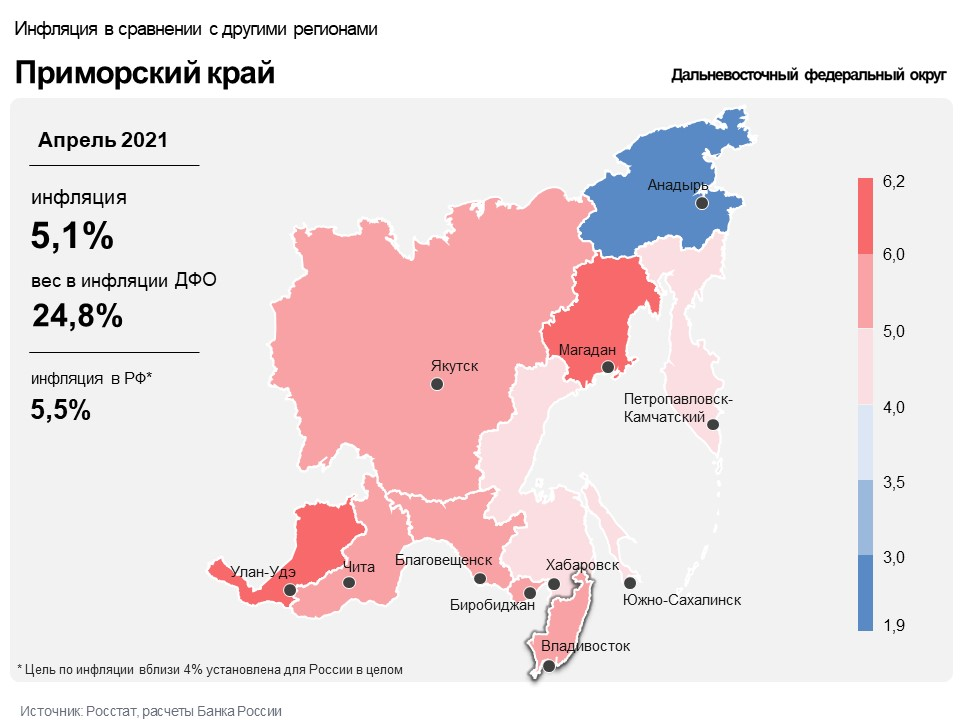 Инфляция в сравнении с другими регионами
Приморский край
Дальневосточный федеральный округ
Апрель 2021
инфляция
5,1%
вес в инфляции ДФО
24,8%
инфляция в РФ*
5,5%
Анадырь
Якутск
Магадан
Петропавловск-
Камчатский
Улан-Удэ
Чита
Благовещенск
Биробиджан
Хабаровск
Южно-Сахалинск
Владивосток
6,2
6,0
5,0
4,0
3,5
3,0
1,9
* Цель по инфляции вблизи 4% установлена для России в целом
Источник: Росстат, расчеты Банка России